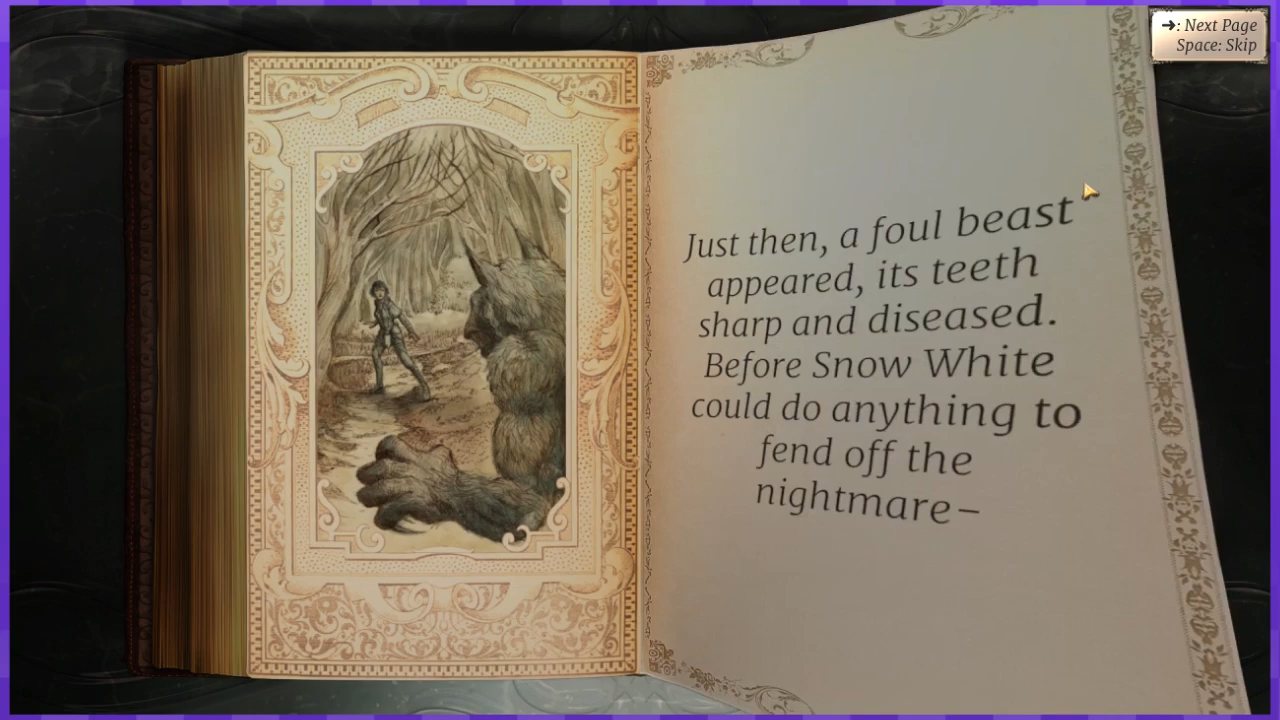 ➜: Next Page
Space: Skip
Just then, a foul beast
appeared, its teeth
sharp and diseased.
Before Snow White
could do anything to
fend off the
nightmare–